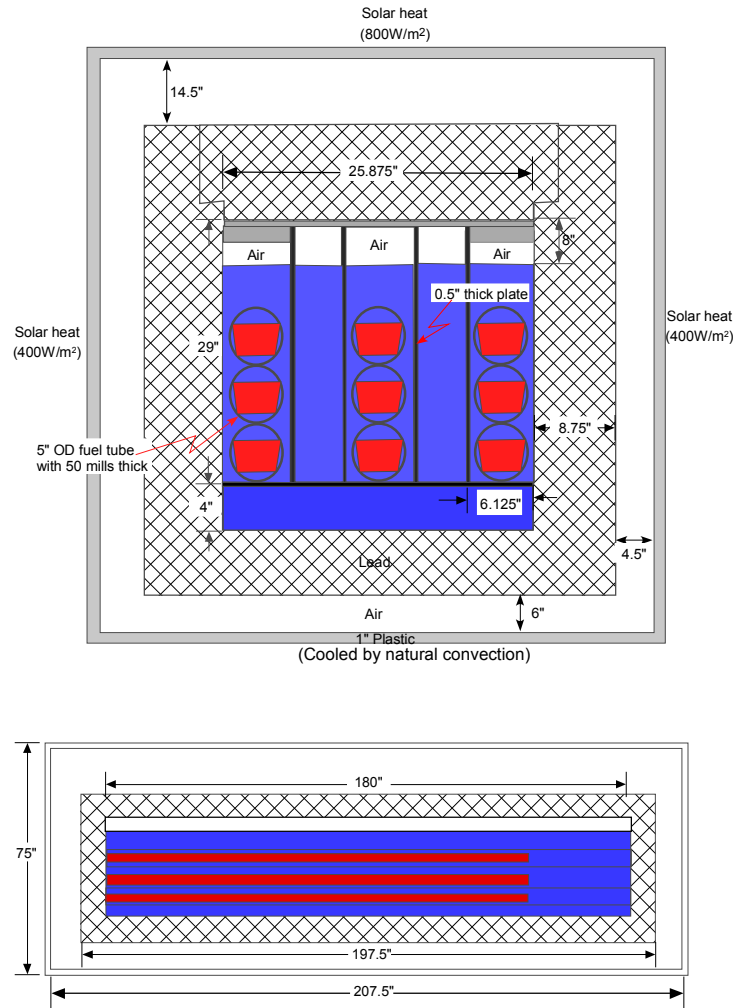 Solar heat
(800W/m²)
14.5"
25.875"
Air
Air
Air
8"
0.5" thick plate
Solar heat
(400W/m²)
Solar heat
(400W/m²)
29"
5" OD fuel tube
with 50 mills thick
8.75"
4"
6.125"
4.5"
Lead
Air
6"
1" Plastic
(Cooled by natural convection)
180"
75"
197.5"
207.5"